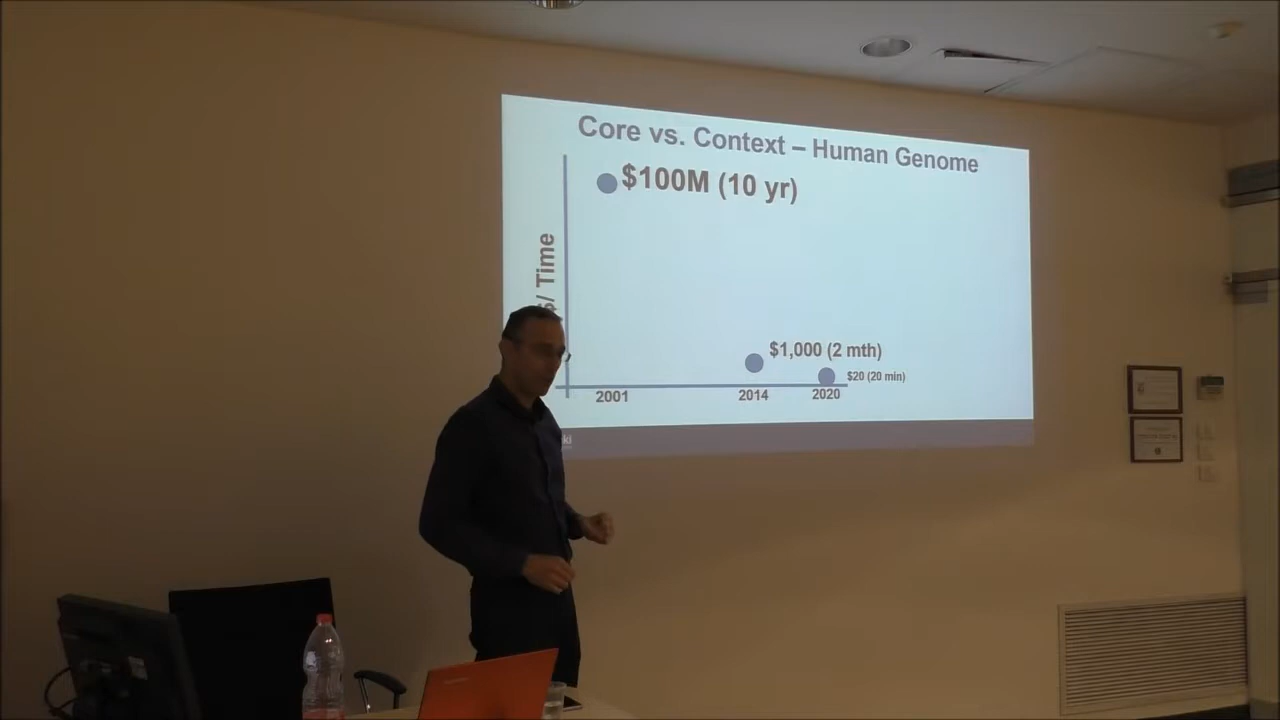 Core vs. Context – Human Genome
$100M (10 yr)
$/ Time
$1,000 (2 mth)
$20 (20 min)
2001
2014
2020